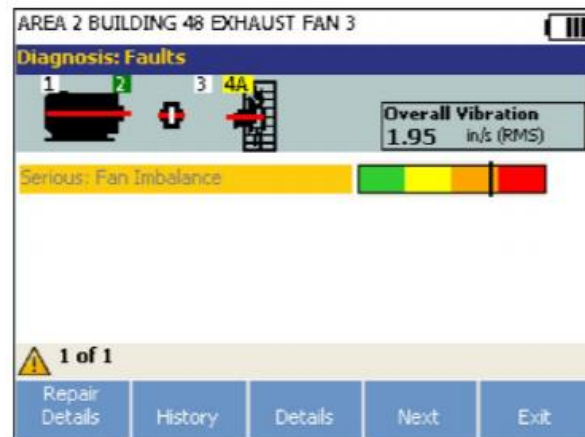 AREA 2 BUILDING 48 EXHAUST FAN 3
Diagnosis: Faults
1 2 3 4A
Overall Vibration
1.95 in/s (RMS)
Serious: Fan Imbalance
1 of 1
Repair
Details
History
Details
Next
Exit